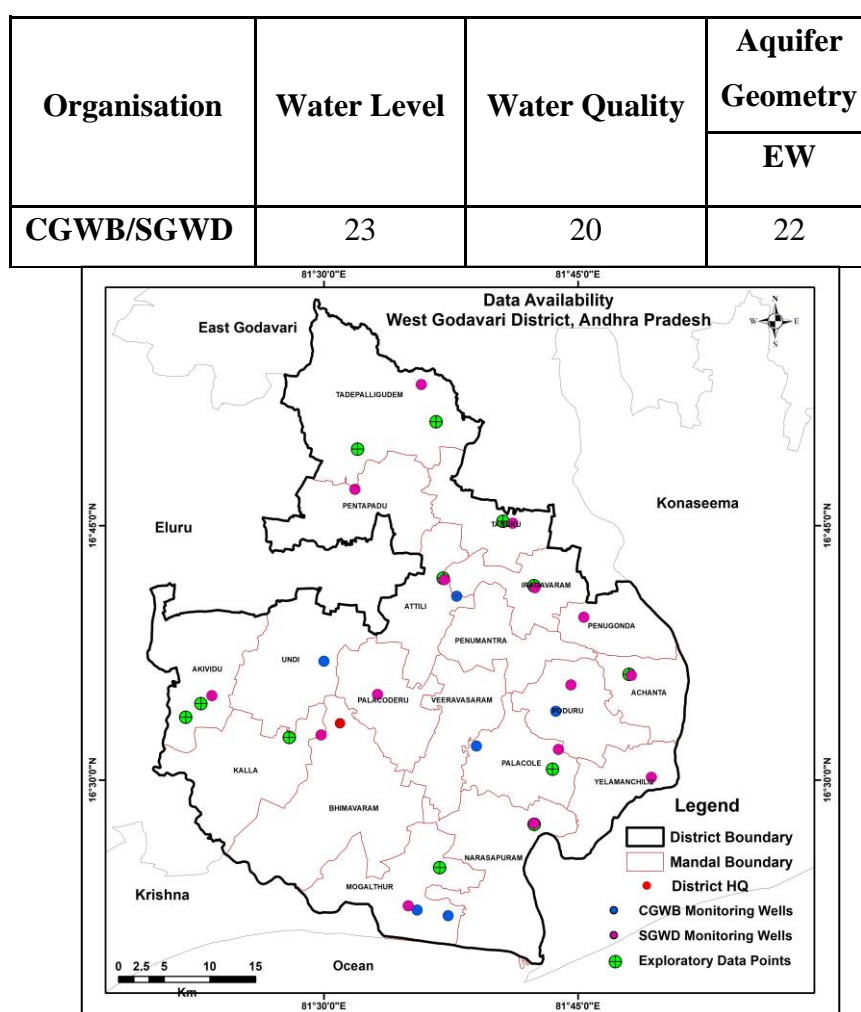 Organisation Water Level Water Quality Aquifer Geometry
EW
CGWB/SGWD 23 20 22
81°30'0"E 81°45'0"E
Data Availability
West Godavari District, Andhra Pradesh
N
W E
S
East Godavari
TADEPALLIGUDEM
Konaseema
PENTAPADU
16°45'0"N 16°45'0"N
Eluru
TANUKU
IRAGAVARAM
ATTILI
PENUGONDA
PENUMANTRA
UNDI
AKIVIDU
ACHANTA
PALACODERU VEERAVASARAM
PODURU
PALACOLE
KALLA
YELAMANCHILI
16°30'0"N 16°30'0"N
BHIMAVARAM
NARASAPURAM
MOGALTHUR
Krishna
Ocean
Legend
District Boundary
Mandal Boundary
District HQ
CGWB Monitoring Wells
SGWD Monitoring Wells
Exploratory Data Points
0 2.5 5 10 15
Km
81°30'0"E 81°45'0"E